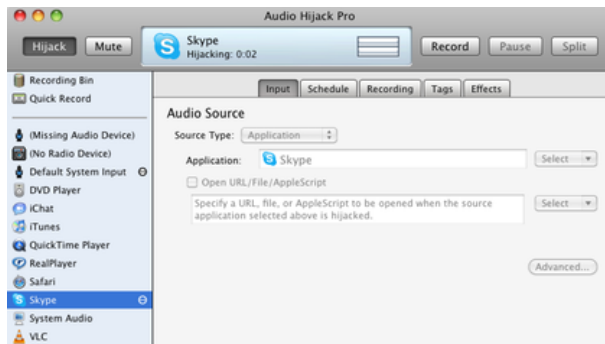 Audio Hijack Pro
Hijack
Mute
Skype
Hijacking: 0:02
Record
Pause
Split
Recording Bin
Quick Record
(Missing Audio Device)
(No Radio Device)
Default System Input
DVD Player
iChat
iTunes
QuickTime Player
RealPlayer
Safari
Skype
System Audio
VLC
Input
Schedule
Recording
Tags
Effects
Audio Source
Source Type: Application
Application: Skype
Select
Open URL/File/AppleScript
Specify a URL, file, or AppleScript to be opened when the source
application selected above is hijacked.
Select
Advanced...